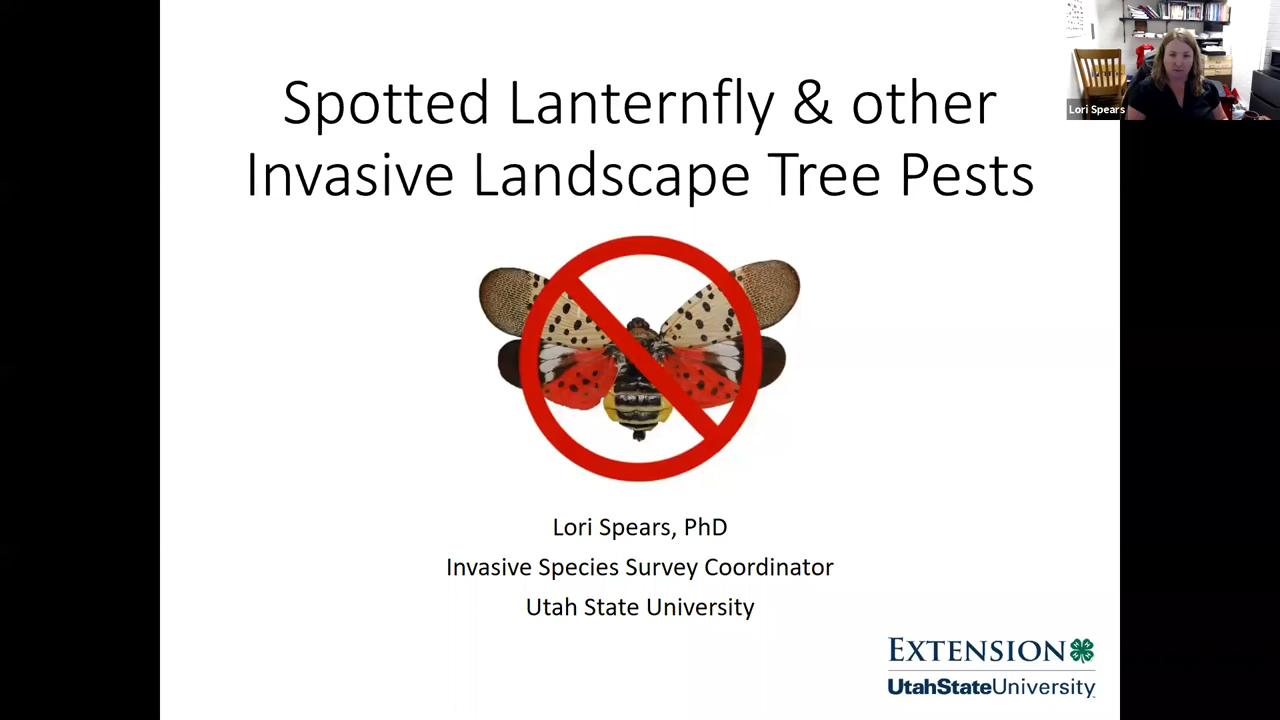 Spotted Lanternfly & other
Invasive Landscape Tree Pests
Lori Spears
Lori Spears, PhD
Invasive Species Survey Coordinator
Utah State University
EXTENSION
UtahStateUniversity